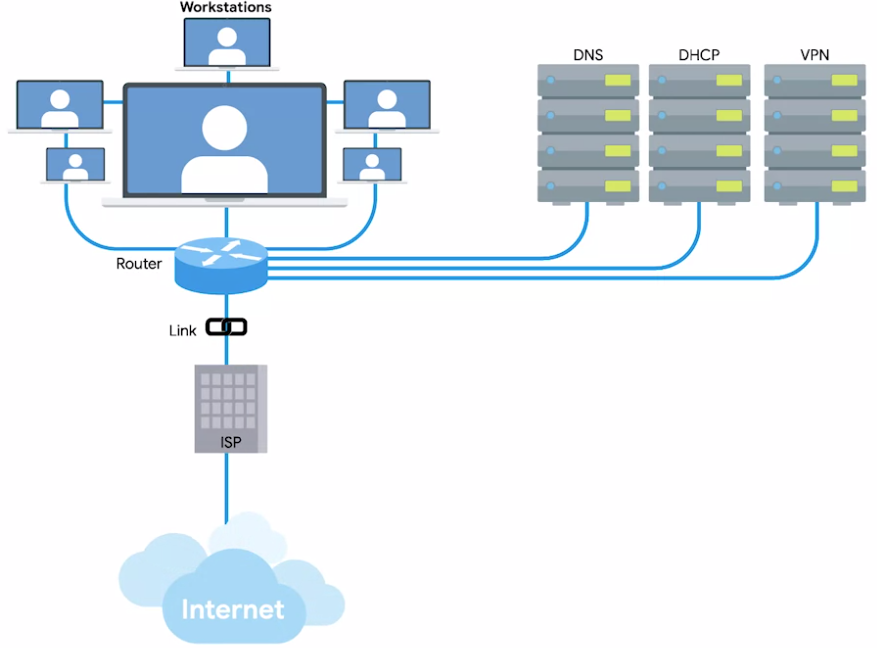 Workstations
DNS
DHCP
VPN
Router
Link
ISP
Internet